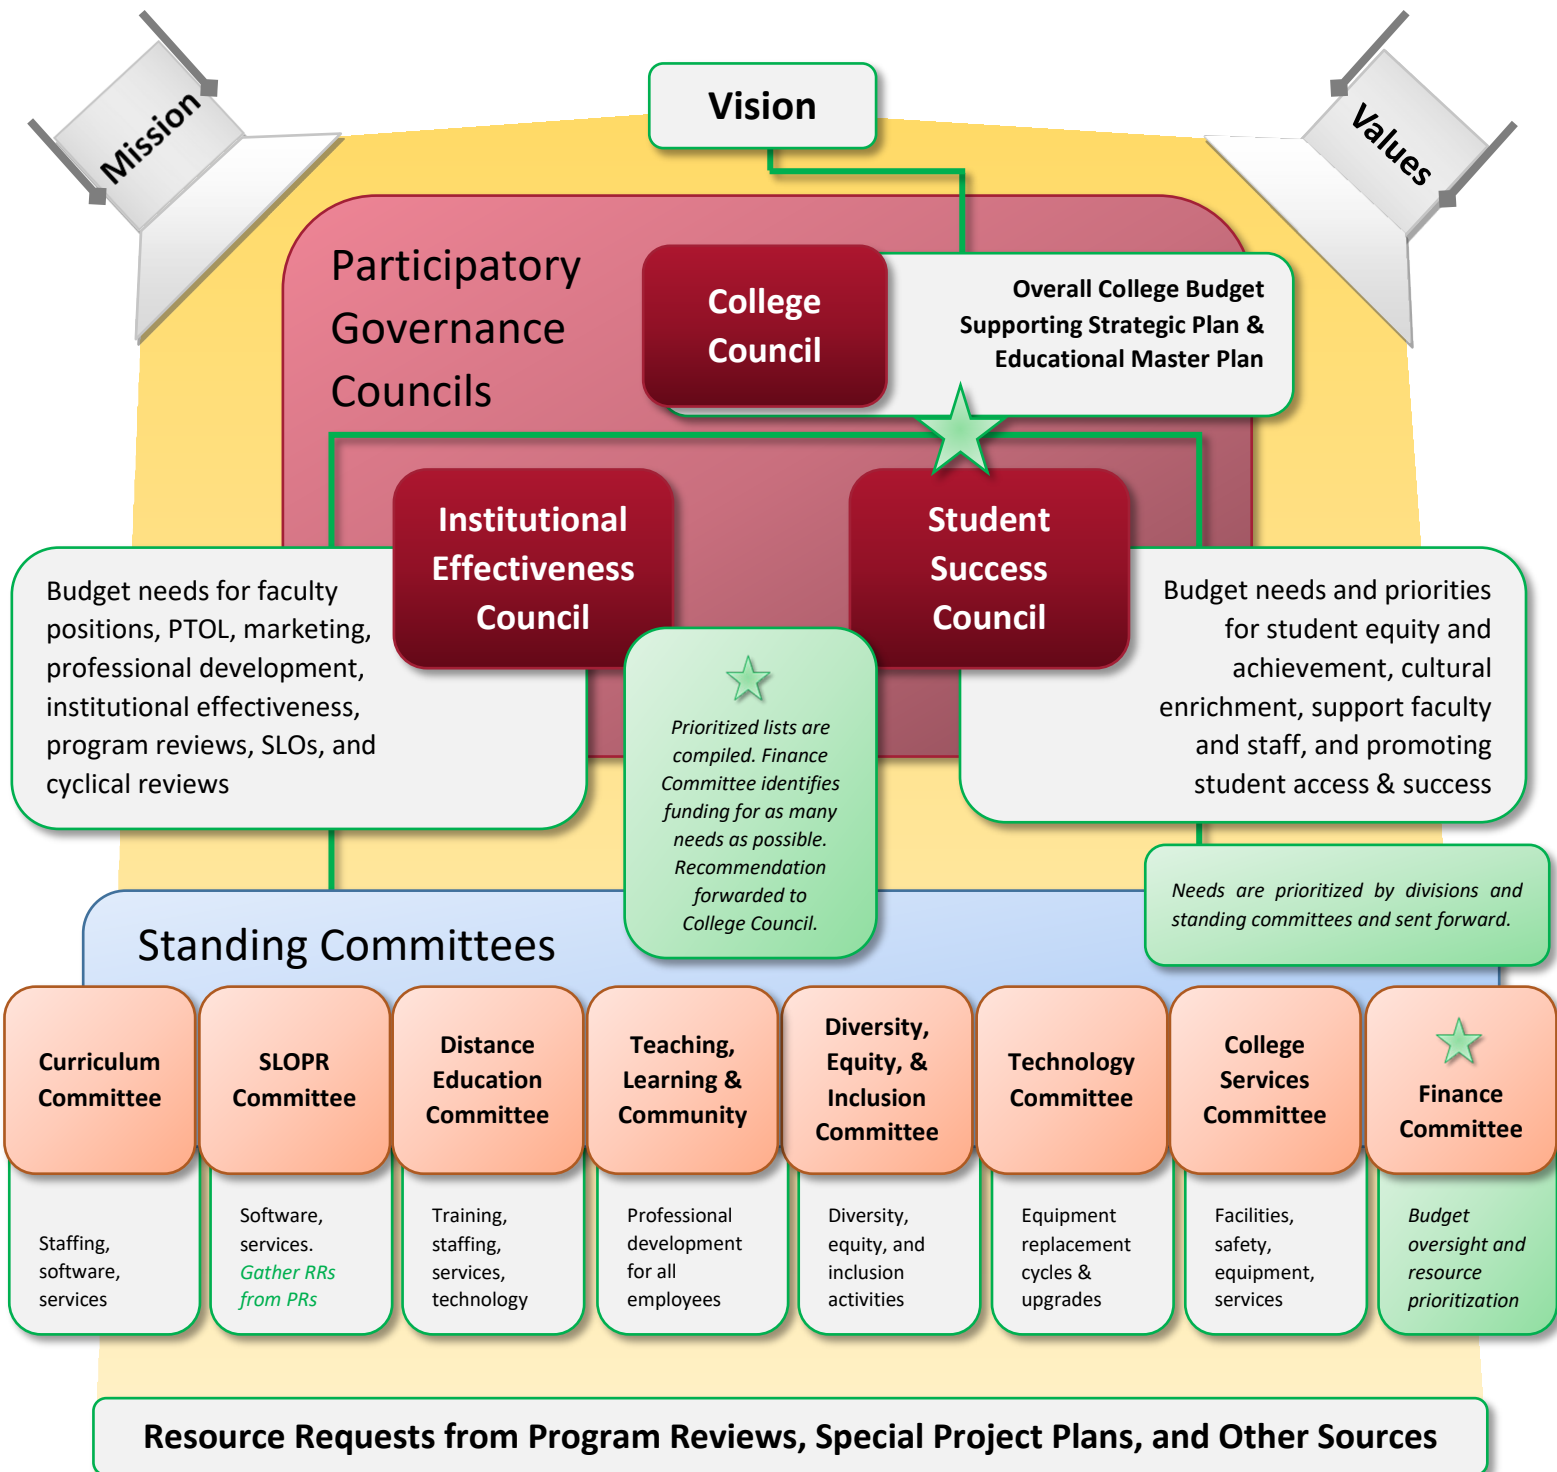 Mission
Vision
Values
Participatory
Governance
Councils
College
Council
Overall College Budget
Supporting Strategic Plan &
Educational Master Plan
Institutional
Effectiveness
Council
Student
Success
Council
Budget needs for faculty
positions, PTOL, marketing,
professional development,
institutional effectiveness,
program reviews, SLOs, and
cyclical reviews
Budget needs and priorities
for student equity and
achievement, cultural
enrichment, support faculty
and staff, and promoting
student access & success
Prioritized lists are
compiled. Finance
Committee identifies
funding for as many
needs as possible.
Recommendation
forwarded to
College Council.
Needs are prioritized by divisions and
standing committees and sent forward.
Standing Committees
Curriculum
Committee
SLOPR
Committee
Distance
Education
Committee
Teaching,
Learning &
Community
Diversity,
Equity, &
Inclusion
Committee
Technology
Committee
College
Services
Committee
Finance
Committee
Staffing,
software,
services
Software,
services.
Gather RRs
from PRs
Training,
staffing,
services,
technology
Professional
development
for all
employees
Diversity,
equity, and
inclusion
activities
Equipment
replacement
cycles &
upgrades
Facilities,
safety,
equipment,
services
Budget
oversight and
resource
prioritization
Resource Requests from Program Reviews, Special Project Plans, and Other Sources